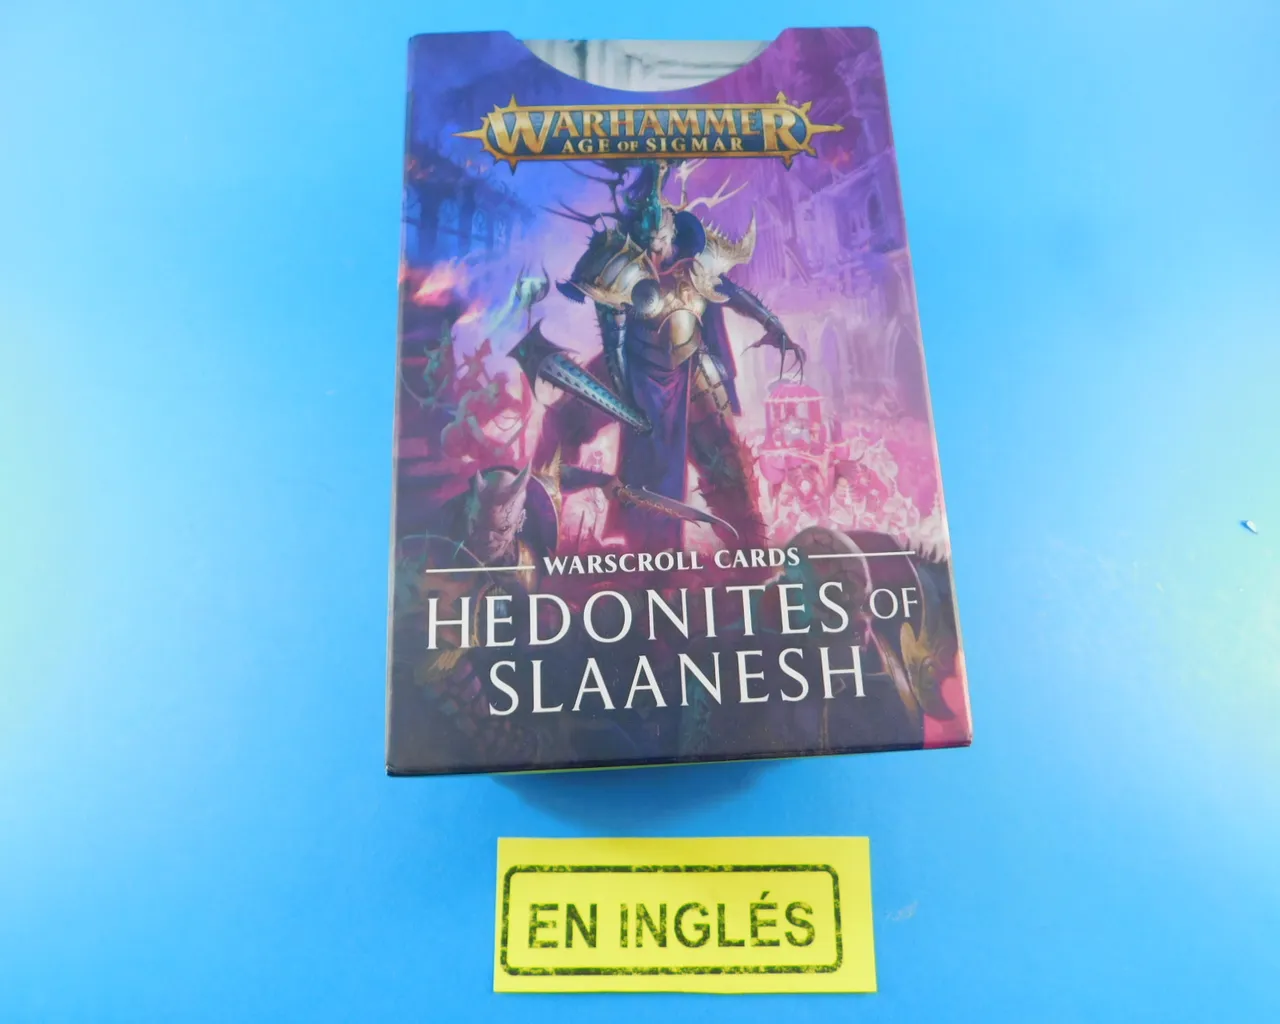 WARHAMMER
AGE OF SIGMAR
WARSCROLL CARDS
HEDONITES OF
SLAANESH
EN INGLÉS